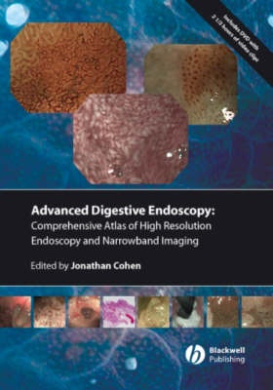 Includes DVD with
2 1/2 hours of video clips
Advanced Digestive Endoscopy:
Comprehensive Atlas of High Resolution
Endoscopy and Narrowband Imaging
Edited by Jonathan Cohen
Blackwell
Publishing